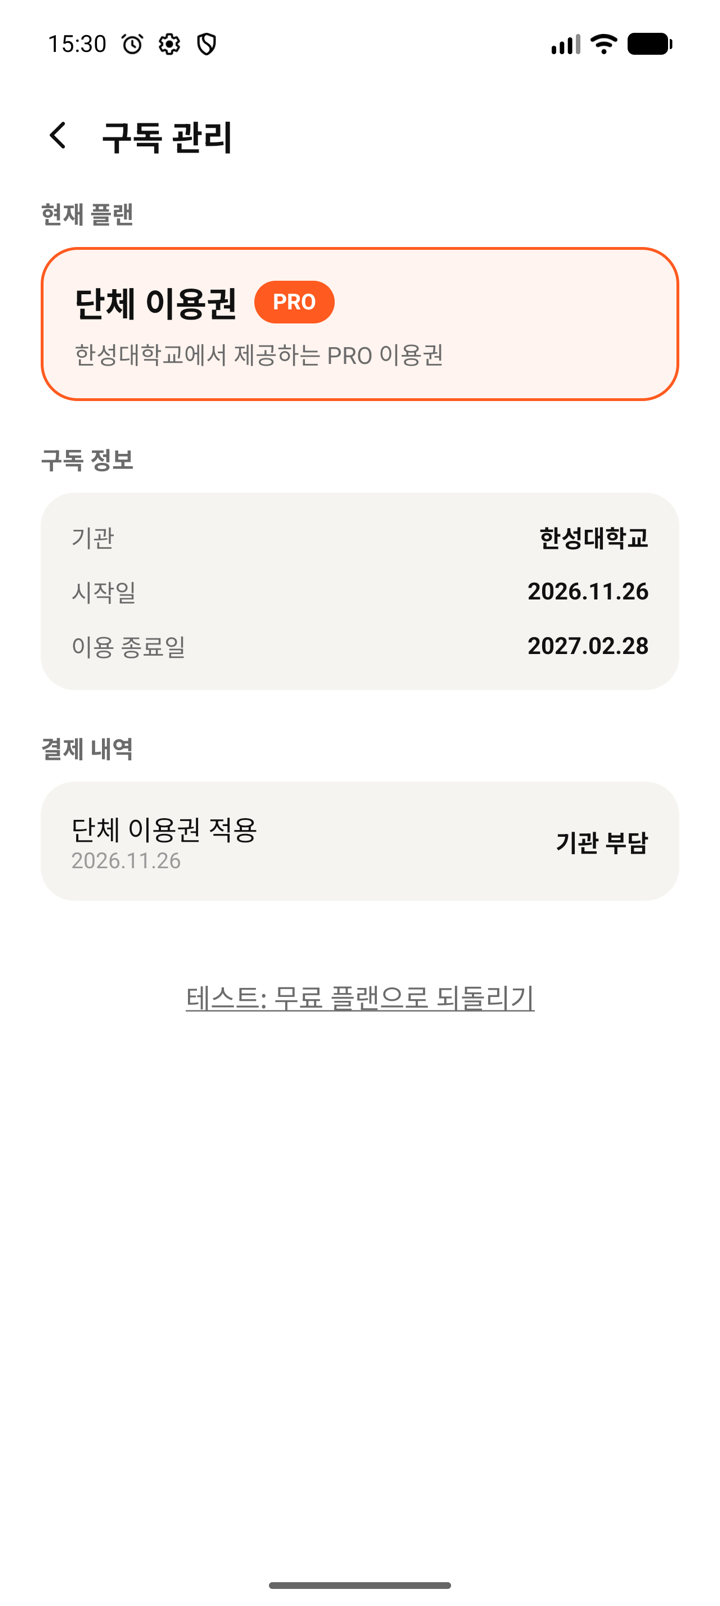 15:30
구독 관리
현재 플랜
단체 이용권 PRO
한성대학교에서 제공하는 PRO 이용권
구독 정보
기관 한성대학교
시작일 2026.11.26
이용 종료일 2027.02.28
결제 내역
단체 이용권 적용
2026.11.26
기관 부담
테스트: 무료 플랜으로 되돌리기